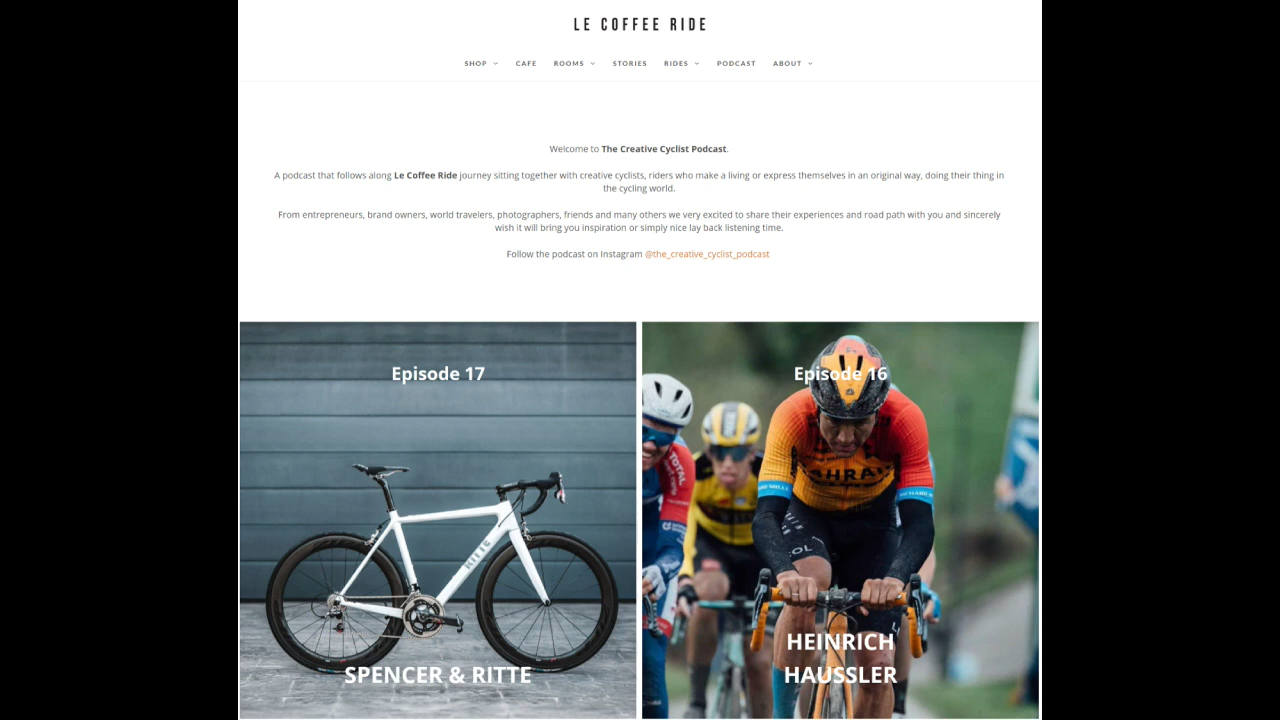 LE COFFEE RIDE
SHOP CAFE ROOMS STORIES RIDES PODCAST ABOUT
Welcome to The Creative Cyclist Podcast.
A podcast that follows along Le Coffee Ride journey sitting together with creative cyclists, riders who make a living or express themselves in an original way, doing their thing in
the cycling world.
From entrepreneurs, brand owners, world travelers, photographers, friends and many others we very excited to share their experiences and road path with you and sincerely
wish it will bring you inspiration or simply nice lay back listening time.
Follow the podcast on Instagram @the_creative_cyclist_podcast
Episode 17
RITTE
SPENCER & RITTE
Episode 16
TOTAL
BAHRAIN
HEINRICH
HAUSSLER